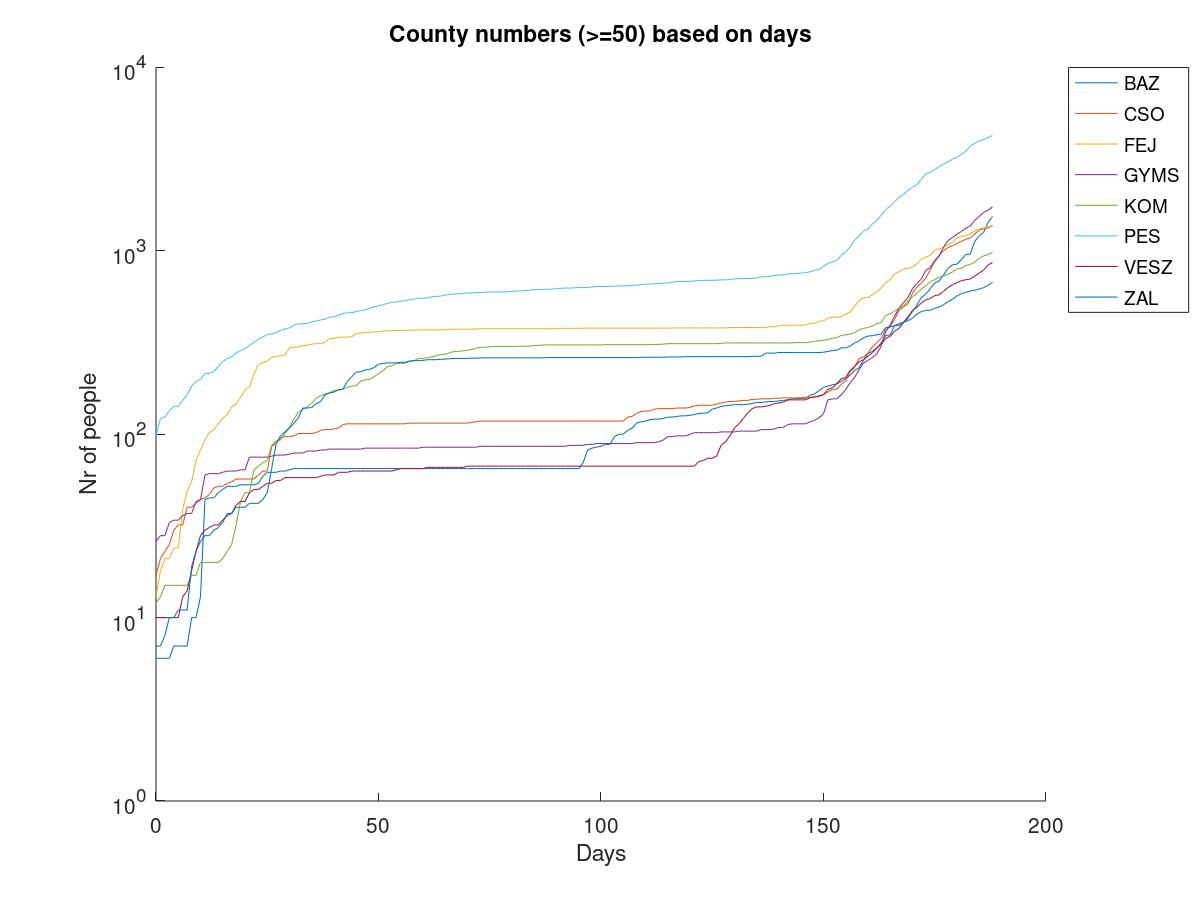 County numbers (>=50) based on days
10^4
10^3
10^2
10^1
10^0
Nr of people
0 50 100 150 200
Days
BAZ
CSO
FEJ
GYMS
KOM
PES
VESZ
ZAL